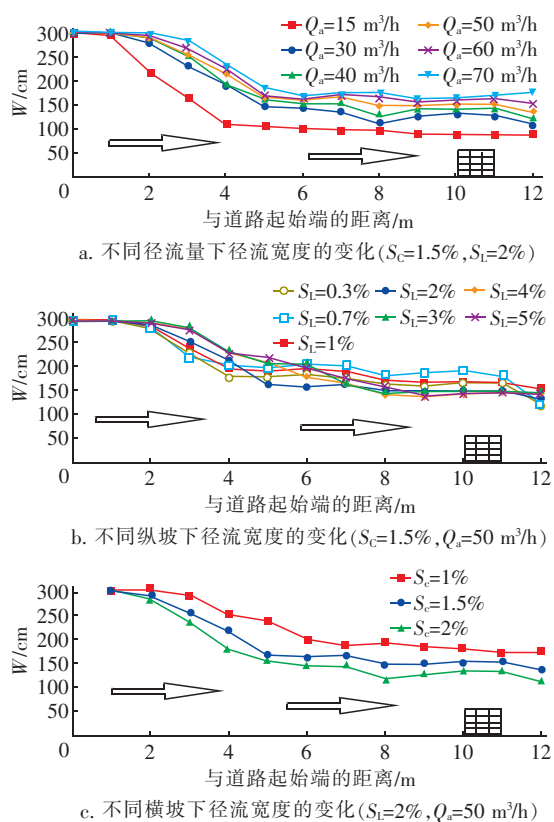 Qa=15 m³/h Qa=50 m³/h
Qa=30 m³/h Qa=60 m³/h
Qa=40 m³/h Qa=70 m³/h
W/cm
300
250
200
150
100
50
0 2 4 6 8 10 12
与道路起始端的距离/m
a. 不同径流量下径流宽度的变化(SC=1.5%,SL=2%)
SL=0.3% SL=2% SL=4%
SL=0.7% SL=3% SL=5%
SL=1%
W/cm
300
250
200
150
100
50
0 2 4 6 8 10 12
与道路起始端的距离/m
b. 不同纵坡下径流宽度的变化(SC=1.5%,Qa=50 m³/h)
Sc=1%
Sc=1.5%
Sc=2%
W/cm
300
250
200
150
100
50
0 2 4 6 8 10 12
与道路起始端的距离/m
c. 不同横坡下径流宽度的变化(SL=2%,Qa=50 m³/h)